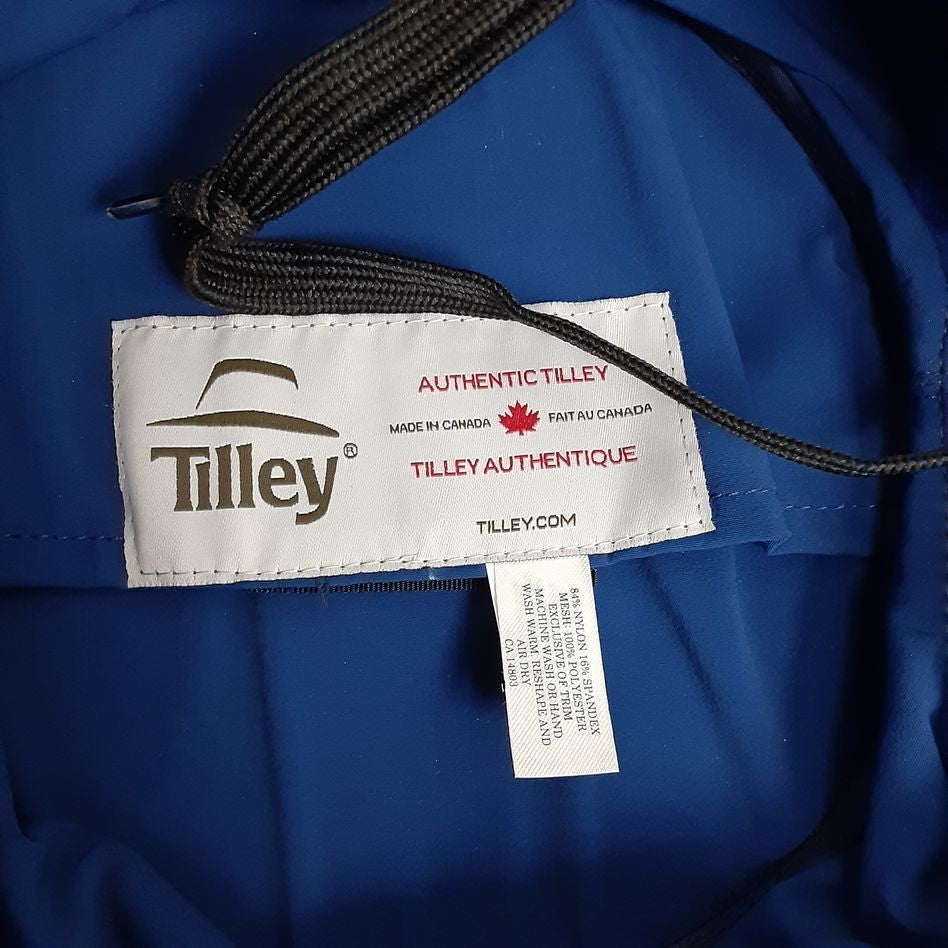 Tilley®
AUTHENTIC TILLEY
MADE IN CANADA FAIT AU CANADA
TILLEY AUTHENTIQUE
TILLEY.COM
84% NYLON 16% SPANDEX
MESH: 100% POLYESTER
EXCLUSIVE OF TRIM
MACHINE WASH OR HAND
WASH WARM. RESHAPE AND
AIR DRY
CA 14803